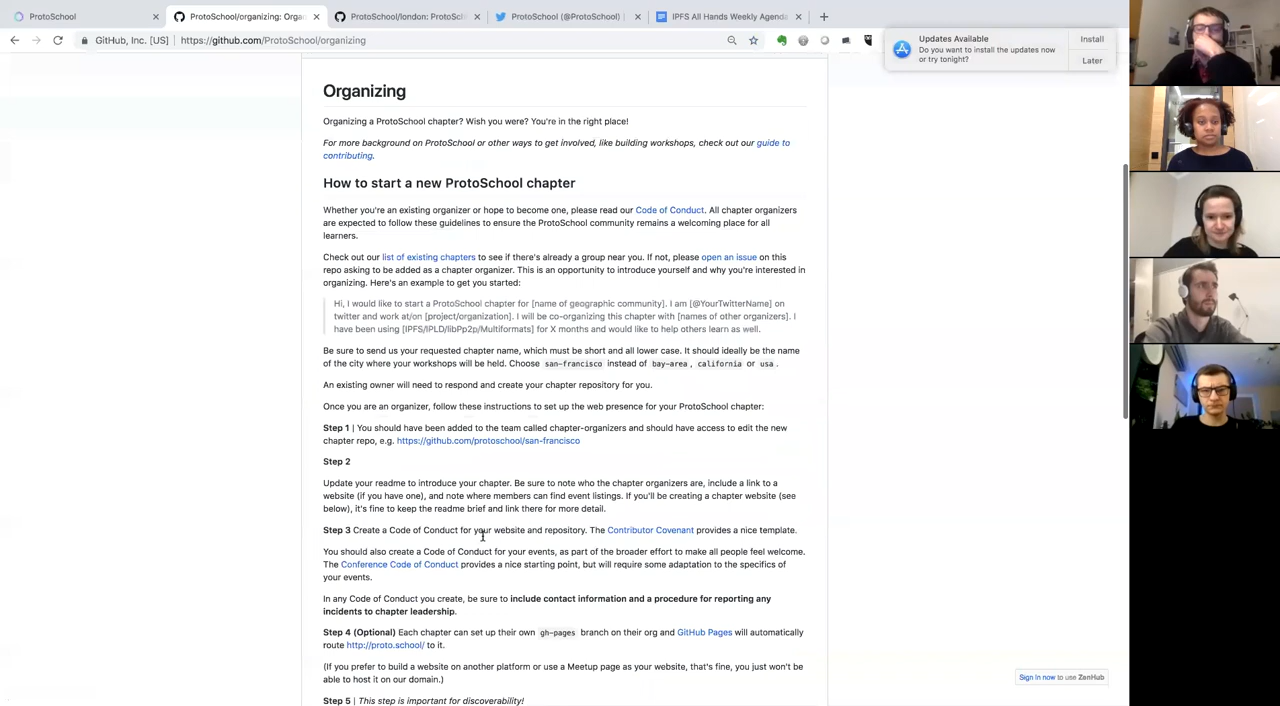 ProtoSchool
ProtoSchool/organizing: Organ
ProtoSchool/london: ProtoSch
ProtoSchool (@ProtoSchool) |
IPFS All Hands Weekly Agenda
GitHub, Inc. [US] | https://github.com/ProtoSchool/organizing
Updates Available
Do you want to install the updates now
or try tonight?
Install
Later
Organizing
Organizing a ProtoSchool chapter? Wish you were? You're in the right place!
For more background on ProtoSchool or other ways to get involved, like building workshops, check out our guide to
contributing.
How to start a new ProtoSchool chapter
Whether you're an existing organizer or hope to become one, please read our Code of Conduct. All chapter organizers
are expected to follow these guidelines to ensure the ProtoSchool community remains a welcoming place for all
learners.
Check out our list of existing chapters to see if there's already a group near you. If not, please open an issue on this
repo asking to be added as a chapter organizer. This is an opportunity to introduce yourself and why you're interested in
organizing. Here's an example to get you started:
Hi, I would like to start a ProtoSchool chapter for [name of geographic community]. I am [@YourTwitterName] on
twitter and work at/on [project/organization]. I will be co-organizing this chapter with [names of other organizers]. I
have been using [IPFS/IPLD/libPp2p/Multiformats] for X months and would like to help others learn as well.
Be sure to send us your requested chapter name, which must be short and all lower case. It should ideally be the name
of the city where your workshops will be held. Choose san-francisco instead of bay-area, california or usa.
An existing owner will need to respond and create your chapter repository for you.
Once you are an organizer, follow these instructions to set up the web presence for your ProtoSchool chapter:
Step 1 | You should have been added to the team called chapter-organizers and should have access to edit the new
chapter repo, e.g. https://github.com/protoschool/san-francisco
Step 2
Update your readme to introduce your chapter. Be sure to note who the chapter organizers are, include a link to a
website (if you have one), and note where members can find event listings. If you'll be creating a chapter website (see
below), it's fine to keep the readme brief and link there for more detail.
Step 3 Create a Code of Conduct for your website and repository. The Contributor Covenant provides a nice template.
You should also create a Code of Conduct for your events, as part of the broader effort to make all people feel welcome.
The Conference Code of Conduct provides a nice starting point, but will require some adaptation to the specifics of
your events.
In any Code of Conduct you create, be sure to include contact information and a procedure for reporting any
incidents to chapter leadership.
Step 4 (Optional) Each chapter can set up their own gh-pages branch on their org and GitHub Pages will automatically
route http://proto.school/ to it.
(If you prefer to build a website on another platform or use a Meetup page as your website, that's fine, you just won't be
able to host it on our domain.)
Sign in now to use ZenHub
Step 5 | This step is important for discoverability!